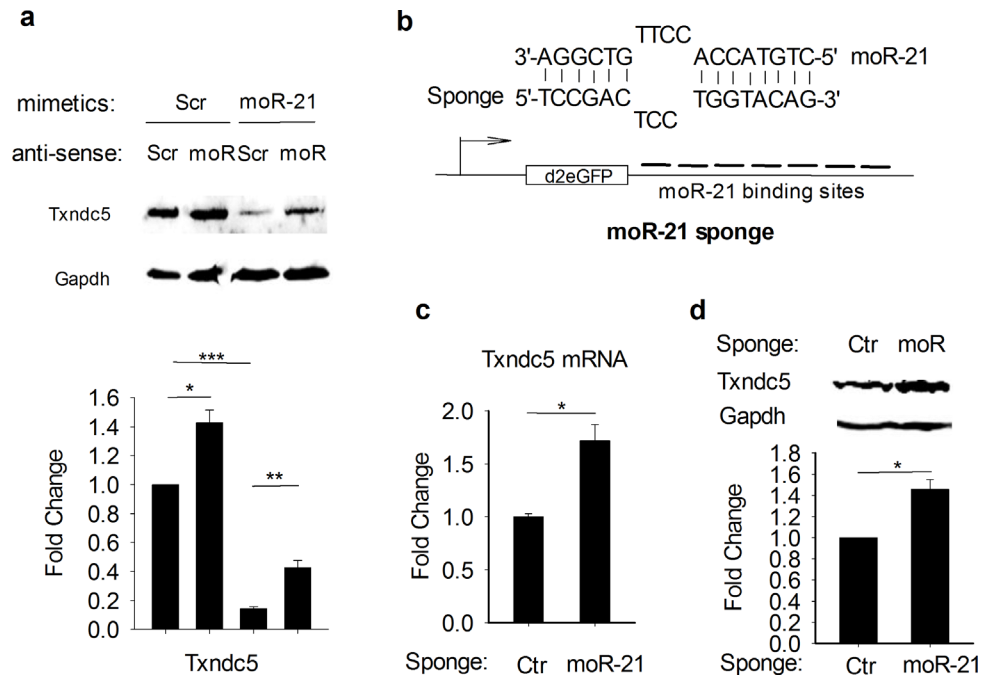 a
mimetics: Scr moR-21
anti-sense: Scr moR Scr moR
Txndc5
Gapdh
***
*
**
Fold Change
1.6
1.4
1.2
1.0
0.8
0.6
0.4
0.2
0.0
Txndc5
b
TTCC
3'-AGGCTG ACCATGTC-5' moR-21
Sponge 5'-TCCGAC TGGTACAG-3'
TCC
d2eGFP
moR-21 binding sites
moR-21 sponge
c
Txndc5 mRNA
*
Fold Change
2.0
1.5
1.0
0.5
0.0
Sponge: Ctr moR-21
d
Sponge: Ctr moR
Txndc5
Gapdh
*
Fold Change
1.8
1.6
1.4
1.2
1.0
0.8
0.6
0.4
0.2
0.0
Sponge: Ctr moR-21